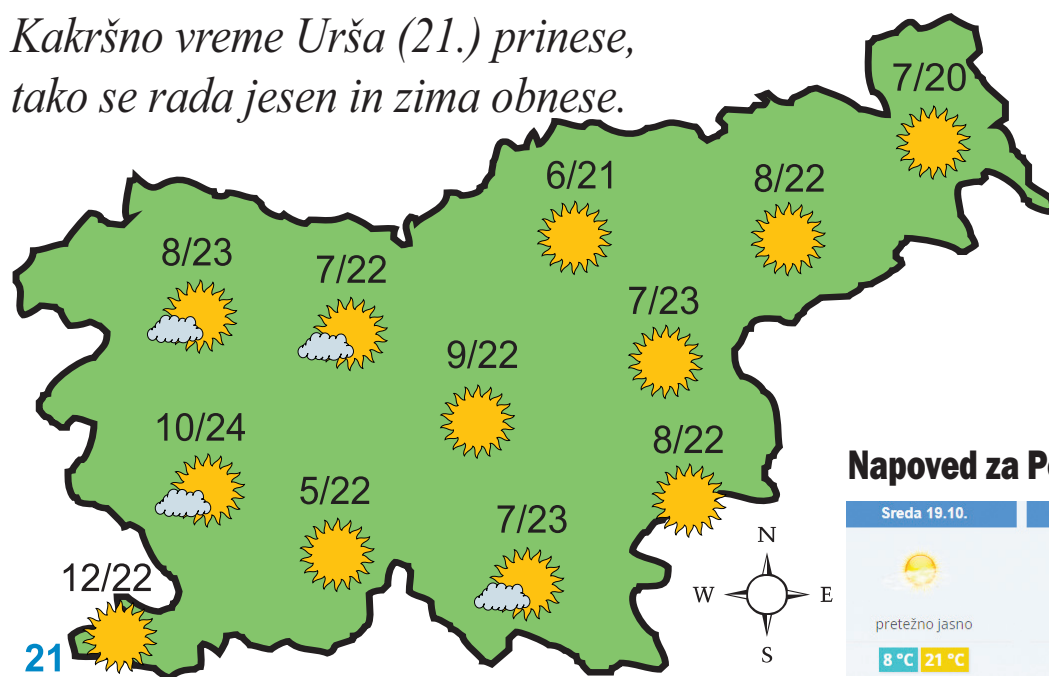 Kakršno vreme Urša (21.) prinese,
tako se rada jesen in zima obnese.
7/20
6/21
8/22
8/23
7/22
7/23
9/22
10/24
8/22
5/22
7/23
12/22
21
N
W
E
S
Napoved za
Sreda 19.10.
pretežno jasno
8 °C 21 °C